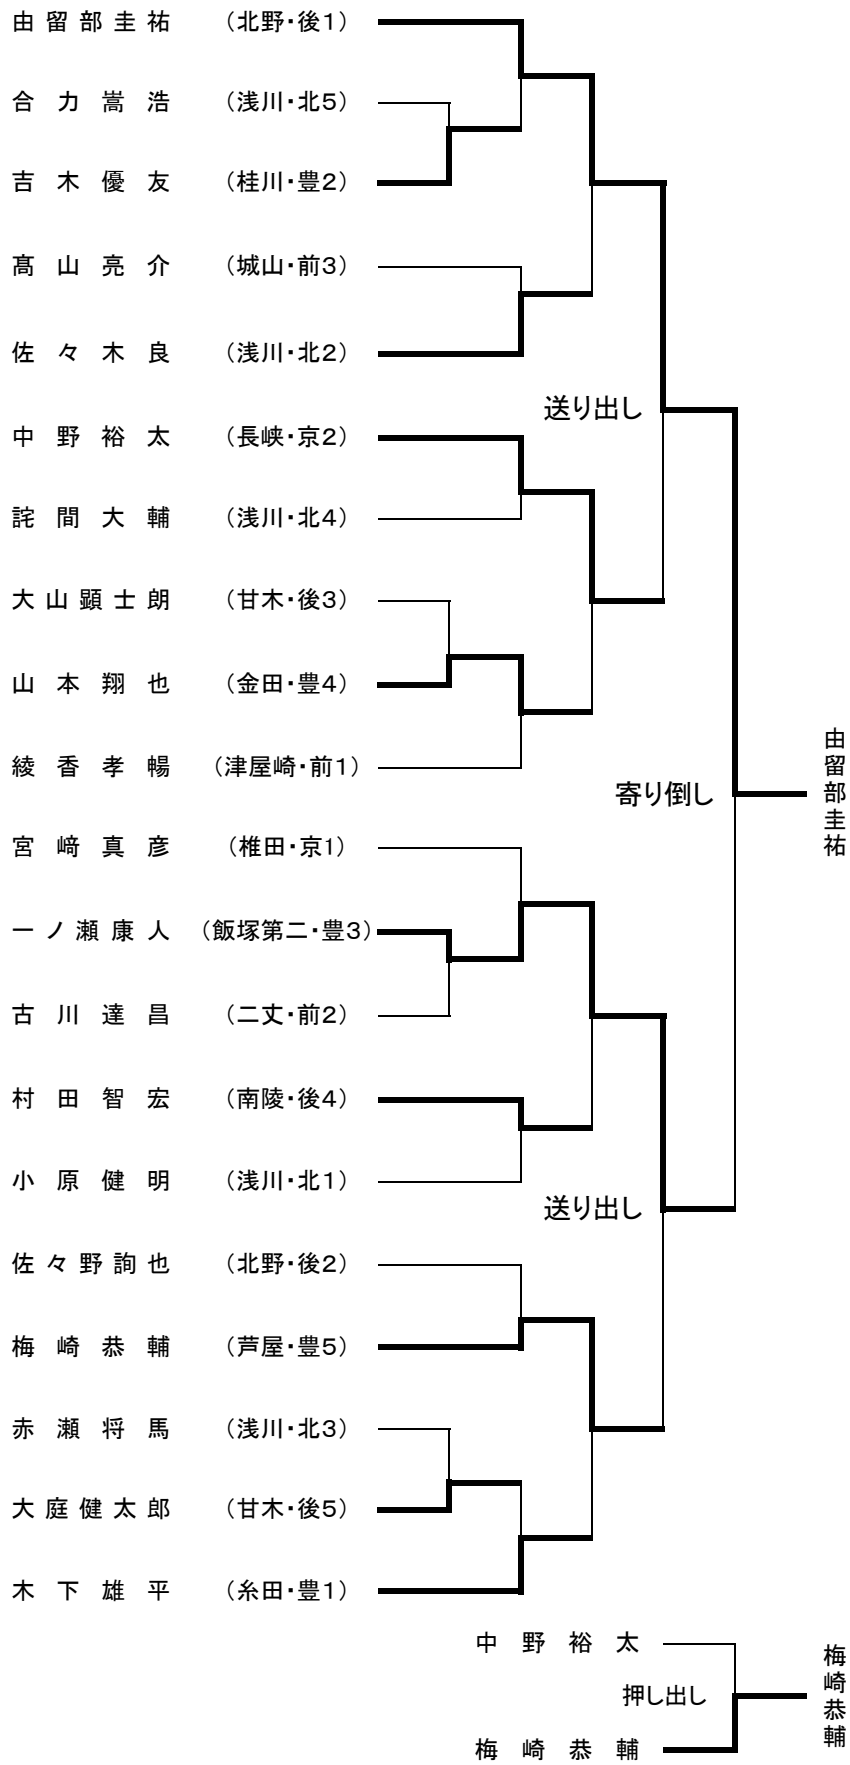 由留部圭祐 （北野・後1）
合力嵩浩 （浅川・北5）
吉木優友 （桂川・豊2）
髙山亮介 （城山・前3）
佐々木良 （浅川・北2）
送り出し
中野裕太 （長峡・京2）
詫間大輔 （浅川・北4）
大山顕士朗 （甘木・後3）
山本翔也 （金田・豊4）
綾香孝暢 （津屋崎・前1）
由留部圭祐
寄り倒し
宮﨑真彦 （椎田・京1）
一ノ瀬康人 （飯塚第二・豊3）
古川達昌 （二丈・前2）
村田智宏 （南陵・後4）
小原健明 （浅川・北1）
送り出し
佐々野詢也 （北野・後2）
梅崎恭輔 （芦屋・豊5）
赤瀬将馬 （浅川・北3）
大庭健太郎 （甘木・後5）
木下雄平 （糸田・豊1）
中野裕太
押し出し
梅崎恭輔
梅崎恭輔